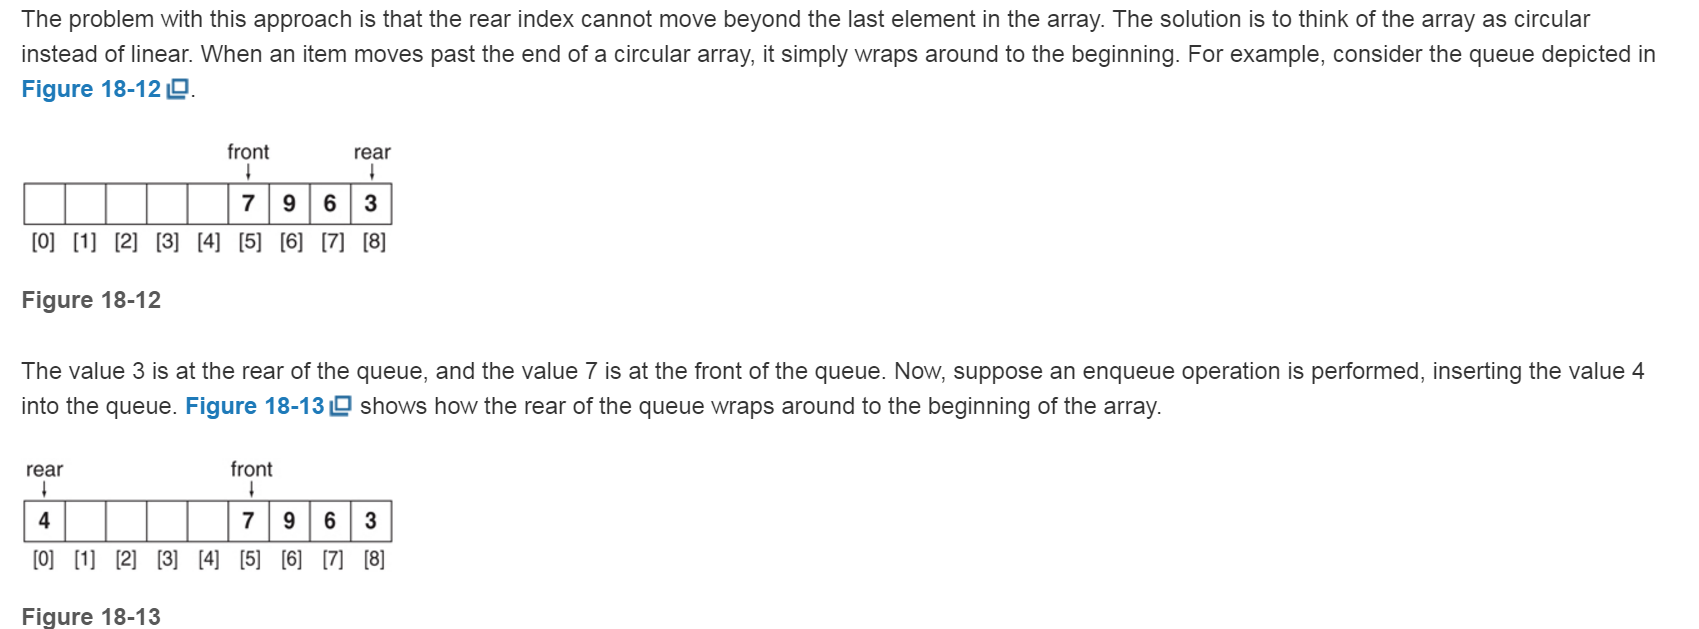 The problem with this approach is that the rear index cannot move beyond the last element in the array. The solution is to think of the array as circular
instead of linear. When an item moves past the end of a circular array, it simply wraps around to the beginning. For example, consider the queue depicted in
Figure 18-12.
front rear
7 9 6 3
[0] [1] [2] [3] [4] [5] [6] [7] [8]
Figure 18-12
The value 3 is at the rear of the queue, and the value 7 is at the front of the queue. Now, suppose an enqueue operation is performed, inserting the value 4
into the queue. Figure 18-13 shows how the rear of the queue wraps around to the beginning of the array.
rear front
4 7 9 6 3
[0] [1] [2] [3] [4] [5] [6] [7] [8]
Figure 18-13